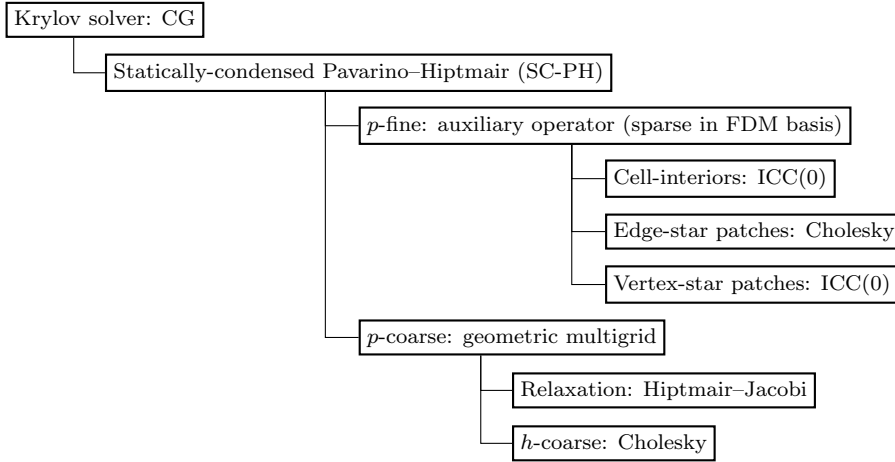 Krylov solver: CG
Statically-condensed Pavarino–Hiptmair (SC-PH)
p-fine: auxiliary operator (sparse in FDM basis)
Cell-interiors: ICC(0)
Edge-star patches: Cholesky
Vertex-star patches: ICC(0)
p-coarse: geometric multigrid
Relaxation: Hiptmair–Jacobi
h-coarse: Cholesky